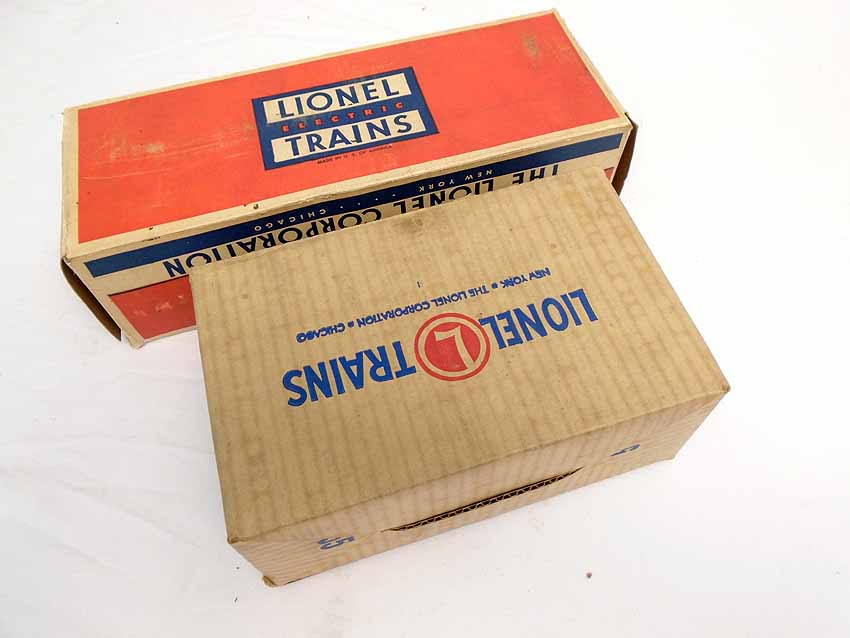 LIONEL
ELECTRIC
TRAINS
MADE IN U. S. OF AMERICA
NEW YORK . . . . . CHICAGO
THE LIONEL CORPORATION
LIONEL L TRAINS
NEW YORK • THE LIONEL CORPORATION • CHICAGO